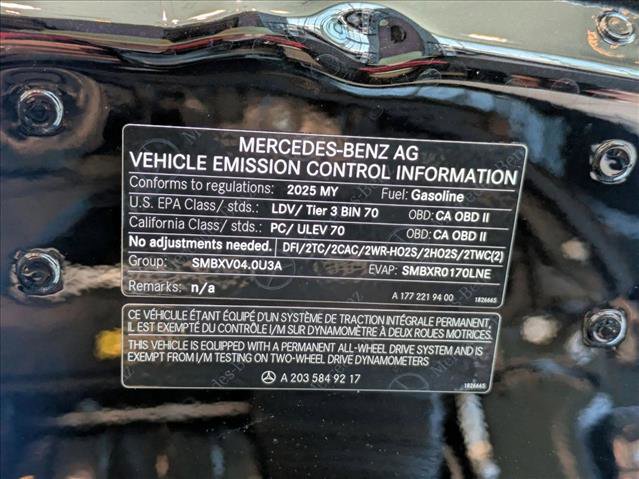 MERCEDES-BENZ AG
VEHICLE EMISSION CONTROL INFORMATION
Conforms to regulations: 2025 MY Fuel: Gasoline
U.S. EPA Class/ stds.: LDV/ Tier 3 BIN 70 OBD: CA OBD II
California Class/ stds.: PC/ ULEV 70 OBD: CA OBD II
No adjustments needed. DFI/2TC/2CAC/2WR-HO2S/2HO2S/2TWC(2)
Group: SMBXV04.0U3A EVAP: SMBXR0170LNE
Remarks: n/a A 177 221 94 00 182666S
CE VÉHICULE ÉTANT ÉQUIPÉ D'UN SYSTÈME DE TRACTION INTÉGRALE PERMANENT,
IL EST EXEMPTÉ DU CONTRÔLE I/M SUR DYNAMOMÈTRE À DEUX ROUES MOTRICES.
THIS VEHICLE IS EQUIPPED WITH A PERMANENT ALL-WHEEL DRIVE SYSTEM AND IS
EXEMPT FROM I/M TESTING ON TWO-WHEEL DRIVE DYNAMOMETERS
A 203 584 92 17 182666S